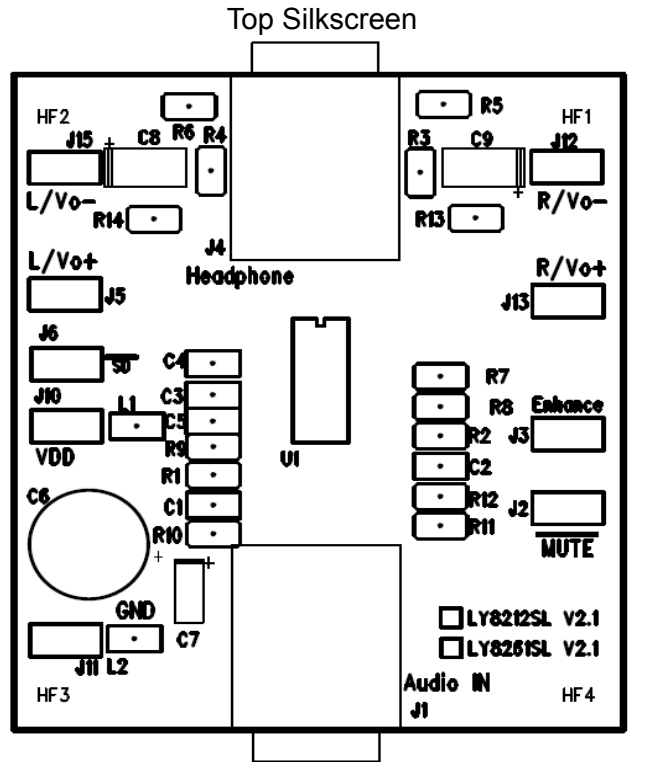 Top Silkscreen
HF2
HF1
R6
R5
J15
+
C8
R4
R3
C9
J12
L/Vo-
+
R/Vo-
R14
R13
J4
Headphone
L/Vo+
R/Vo+
J5
J13
J6
SD
C4
R7
J10
L1
C3
R8
Enhance
C5
R2
J3
VDD
R9
U1
C2
R1
C6
C1
R12
J2
R10
R11
MUTE
+
+
GND
C7
LY8212SL V2.1
LY8261SL V2.1
J11
L2
HF3
Audio IN
HF4
J1